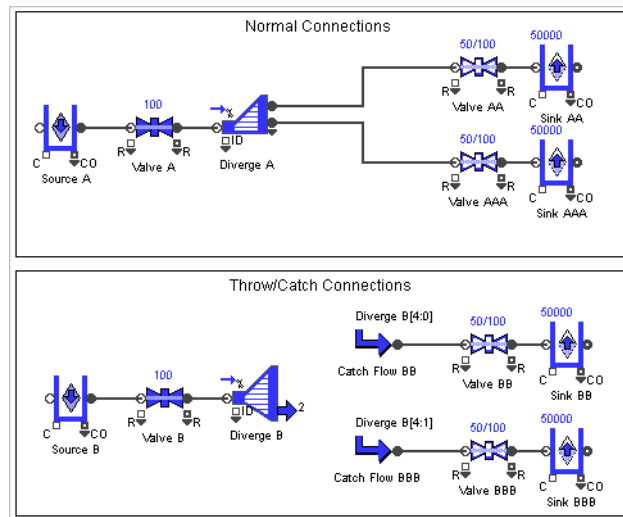 Normal Connections
50/100
50000
100
%
R R
Valve AA
C CO
Sink AA
ID
C CO
Source A
R R
Valve A
Diverge A
50/100
50000
R R
Valve AAA
C CO
Sink AAA
Throw/Catch Connections
Diverge B[4:0]
50/100
50000
Catch Flow BB
R R
Valve BB
C CO
Sink BB
100
%
ID
2
C CO
Source B
R R
Valve B
Diverge B
Diverge B[4:1]
50/100
50000
Catch Flow BBB
R R
Valve BBB
C CO
Sink BBB